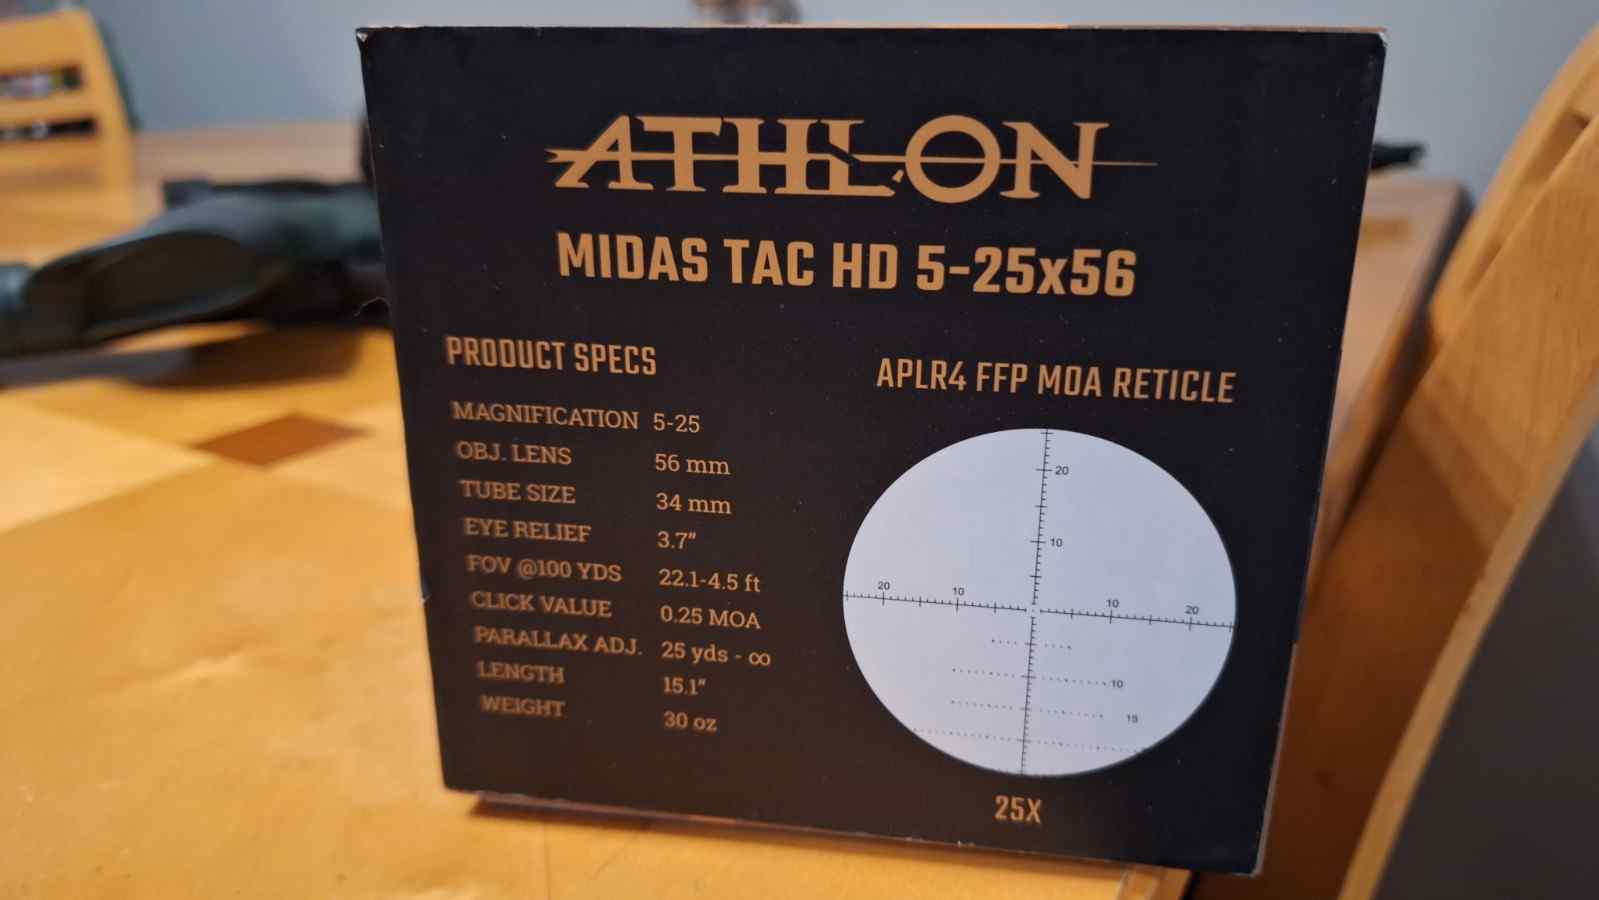 ATHLON
MIDAS TAC HD 5-25x56
PRODUCT SPECS
MAGNIFICATION 5-25
OBJ. LENS 56 mm
TUBE SIZE 34 mm
EYE RELIEF 3.7"
FOV @100 YDS 22.1-4.5 ft
CLICK VALUE 0.25 MOA
PARALLAX ADJ. 25 yds - ∞
LENGTH 15.1"
WEIGHT 30 oz
APLR4 FFP MOA RETICLE
20
10
20 10 10 20
10
15
25X